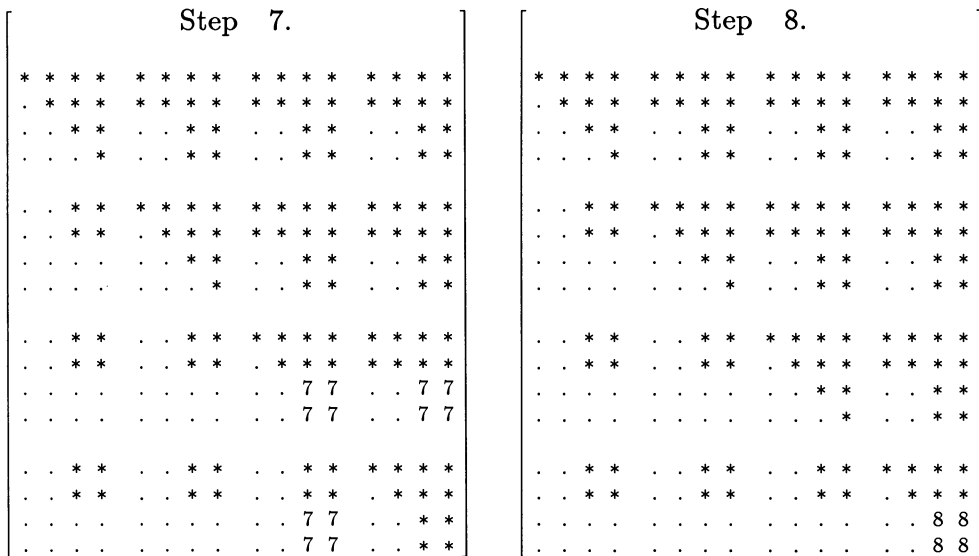 Step 7.
* * * * * * * * * * * * * * * *
. * * * * * * * * * * * * * * *
. . * * . . * * . . * * . . * *
. . . * . . * * . . * * . . * *
. . * * * * * * * * * * * * * *
. . * * . * * * * * * * * * * *
. . . . . . * * . . * * . . * *
. . . . . . . * . . * * . . * *
. . * * . . * * * * * * * * * *
. . * * . . * * . * * * * * * *
. . . . . . . . . . 7 7 . . 7 7
. . . . . . . . . . 7 7 . . 7 7
. . * * . . * * . . * * * * * *
. . * * . . * * . . * * . * * *
. . . . . . . . . . 7 7 . . * *
. . . . . . . . . . 7 7 . . * *
Step 8.
* * * * * * * * * * * * * * * *
. * * * * * * * * * * * * * * *
. . * * . . * * . . * * . . * *
. . . * . . * * . . * * . . * *
. . * * * * * * * * * * * * * *
. . * * . * * * * * * * * * * *
. . . . . . * * . . * * . . * *
. . . . . . . * . . * * . . * *
. . * * . . * * * * * * * * * *
. . * * . . * * . * * * * * * *
. . . . . . . . . . * * . . * *
. . . . . . . . . . . * . . * *
. . * * . . * * . . * * * * * *
. . * * . . * * . . * * . * * *
. . . . . . . . . . . . . . 8 8
. . . . . . . . . . . . . . 8 8